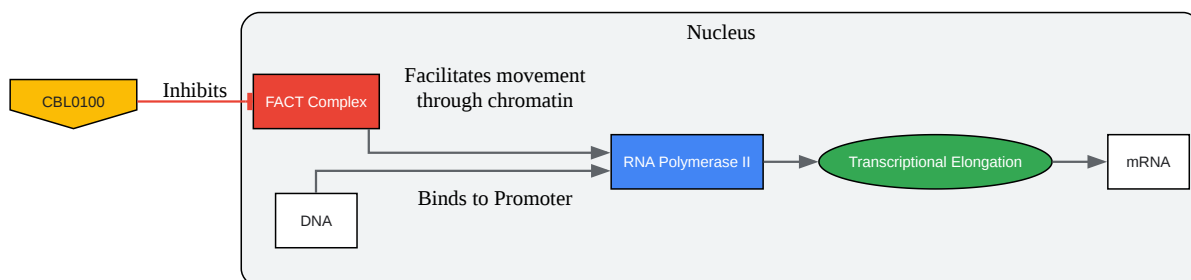 Nucleus
CBL0100
Inhibits
FACT Complex
Facilitates movement
through chromatin
RNA Polymerase II
Transcriptional Elongation
mRNA
Binds to Promoter
DNA